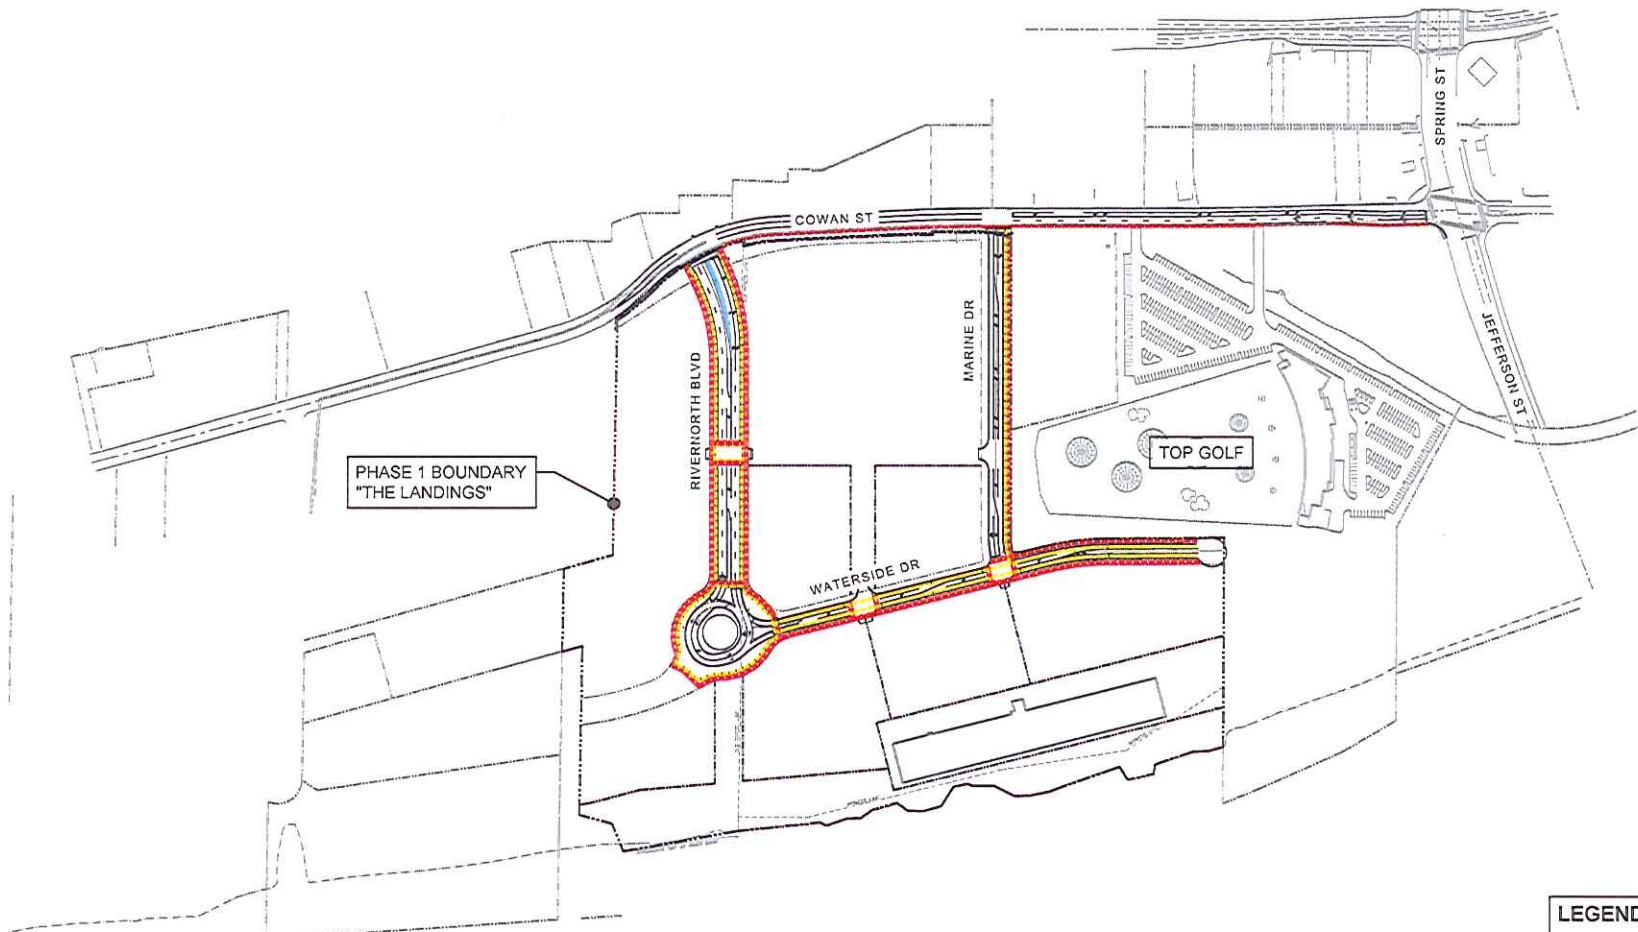 SPRING ST
COWAN ST
MARINE DR
JEFFERSON ST
RIVERNORTH BLVD
TOP GOLF
PHASE 1 BOUNDARY
"THE LANDINGS"
WATERSIDE DR
LEGEND